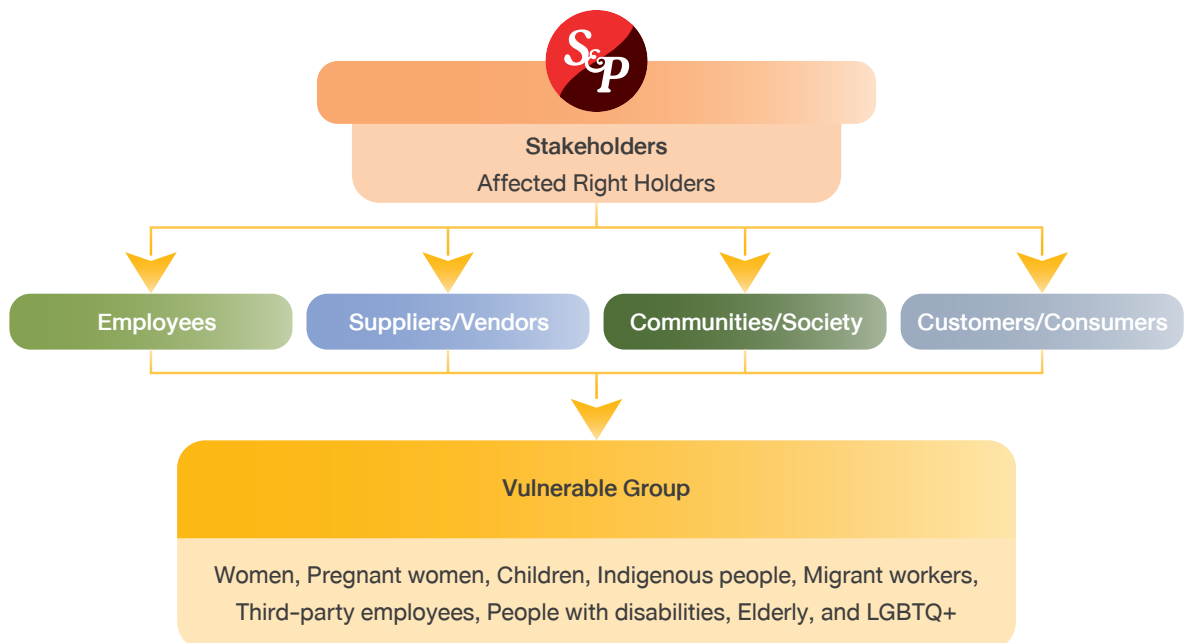 S&P
Stakeholders
Affected Right Holders
Employees
Suppliers/Vendors
Communities/Society
Customers/Consumers
Vulnerable Group
Women, Pregnant women, Children, Indigenous people, Migrant workers,
Third-party employees, People with disabilities, Elderly, and LGBTQ+